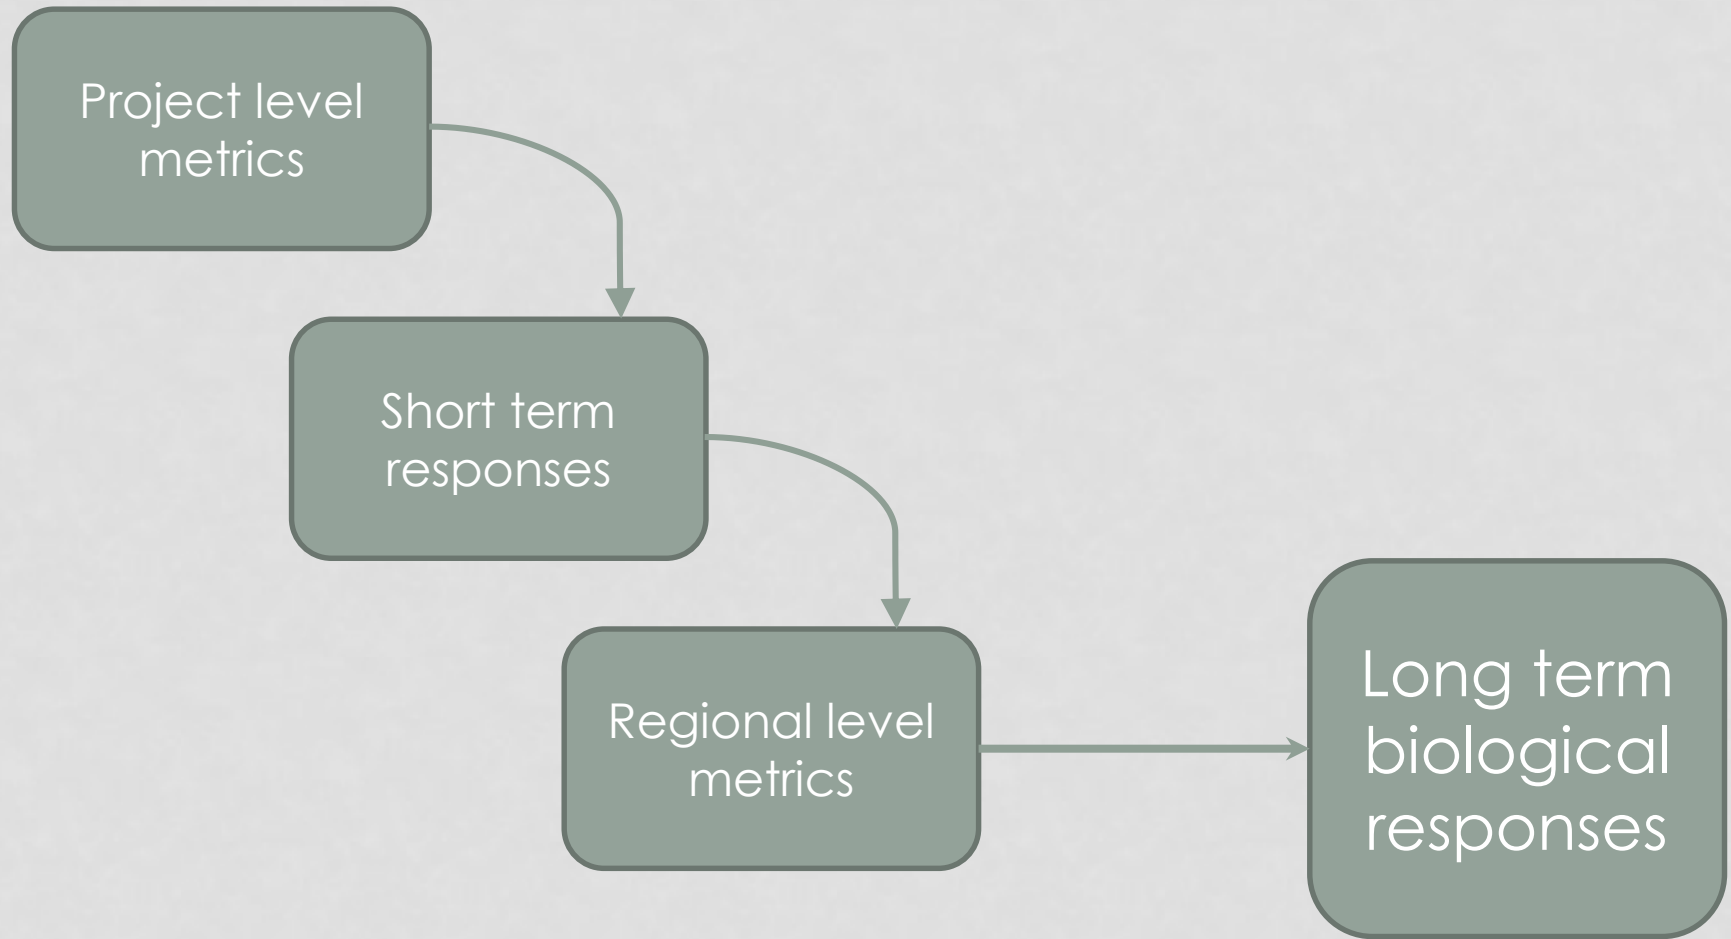 Project level
metrics
Short term
responses
Regional level
metrics
Long term
biological
responses